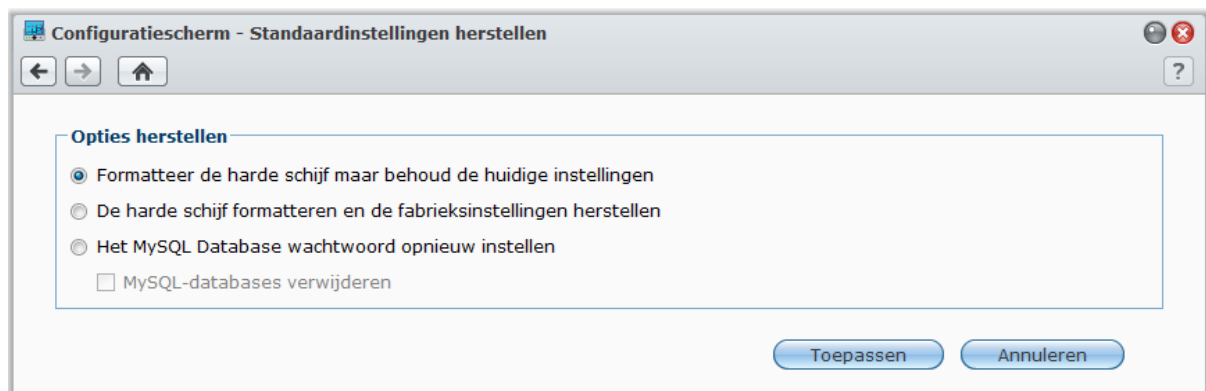 Configuratiescherm - Standaardinstellingen herstellen
?
Opties herstellen
Formatteer de harde schijf maar behoud de huidige instellingen
De harde schijf formatteren en de fabrieksinstellingen herstellen
Het MySQL Database wachtwoord opnieuw instellen
MySQL-databases verwijderen
Toepassen Annuleren